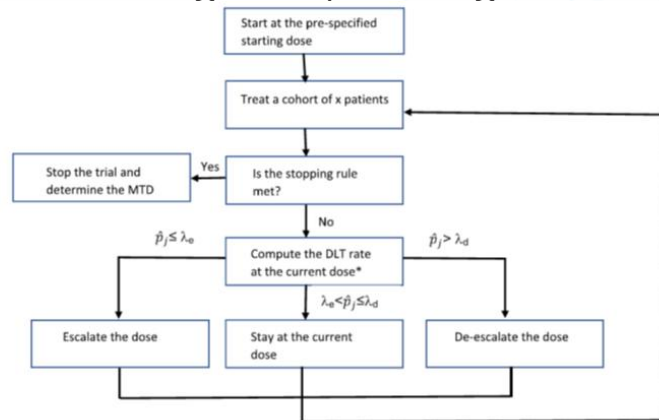 Start at the pre-specified
starting dose
Treat a cohort of x patients
Stop the trial and
determine the MTD
Yes
Is the stopping rule
met?
No
p̂ⱼ≤ λₑ
Compute the DLT rate
at the current dose*
p̂ⱼ> λd
λₑ<p̂ⱼ≤λd
Escalate the dose
Stay at the current
dose
De-escalate the dose